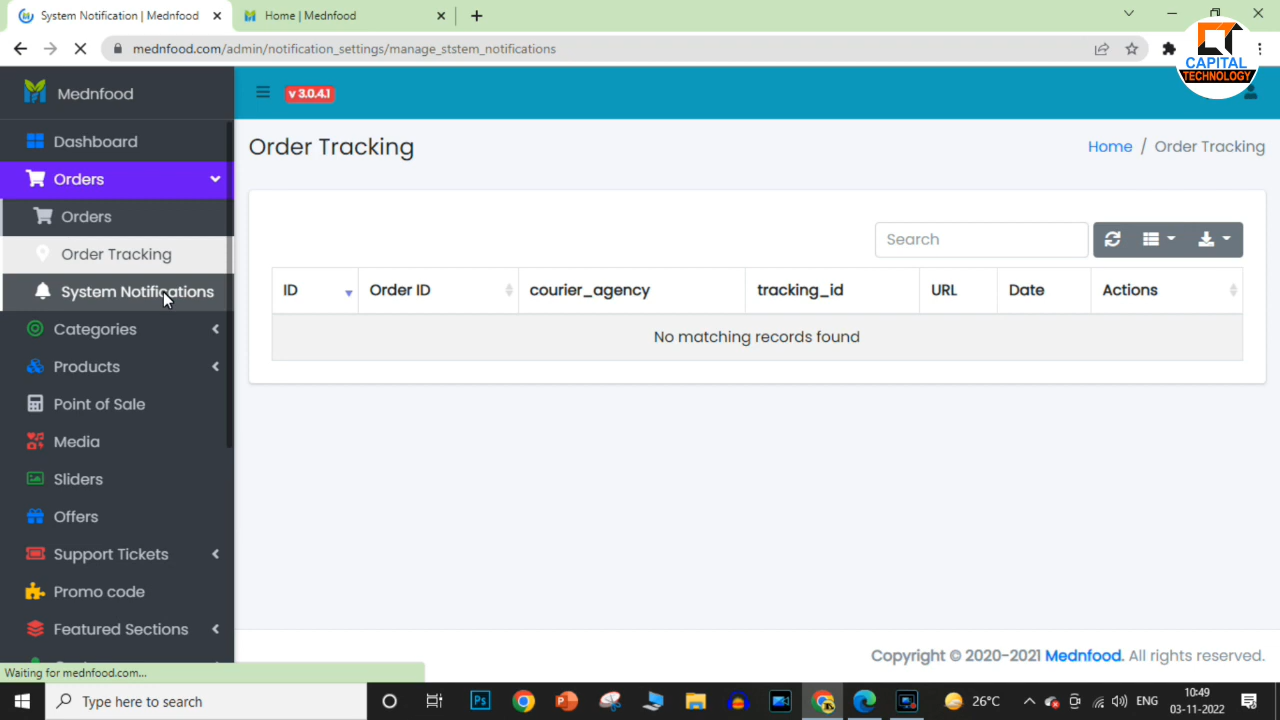 System Notification | Mednfood
Home | Mednfood
mednfood.com/admin/notification_settings/manage_ststem_notifications
CAPITAL
TECHNOLOGY
Mednfood
v 3.0.4.1
Dashboard
Orders
Orders
Order Tracking
System Notifications
Categories
Products
Point of Sale
Media
Sliders
Offers
Support Tickets
Promo code
Featured Sections
Order Tracking
Home / Order Tracking
Search
ID Order ID courier_agency tracking_id URL Date Actions
No matching records found
Copyright © 2020-2021 Mednfood. All rights reserved.
Waiting for mednfood.com...
Type here to search
Ps
26°C
ENG
10:49
03-11-2022